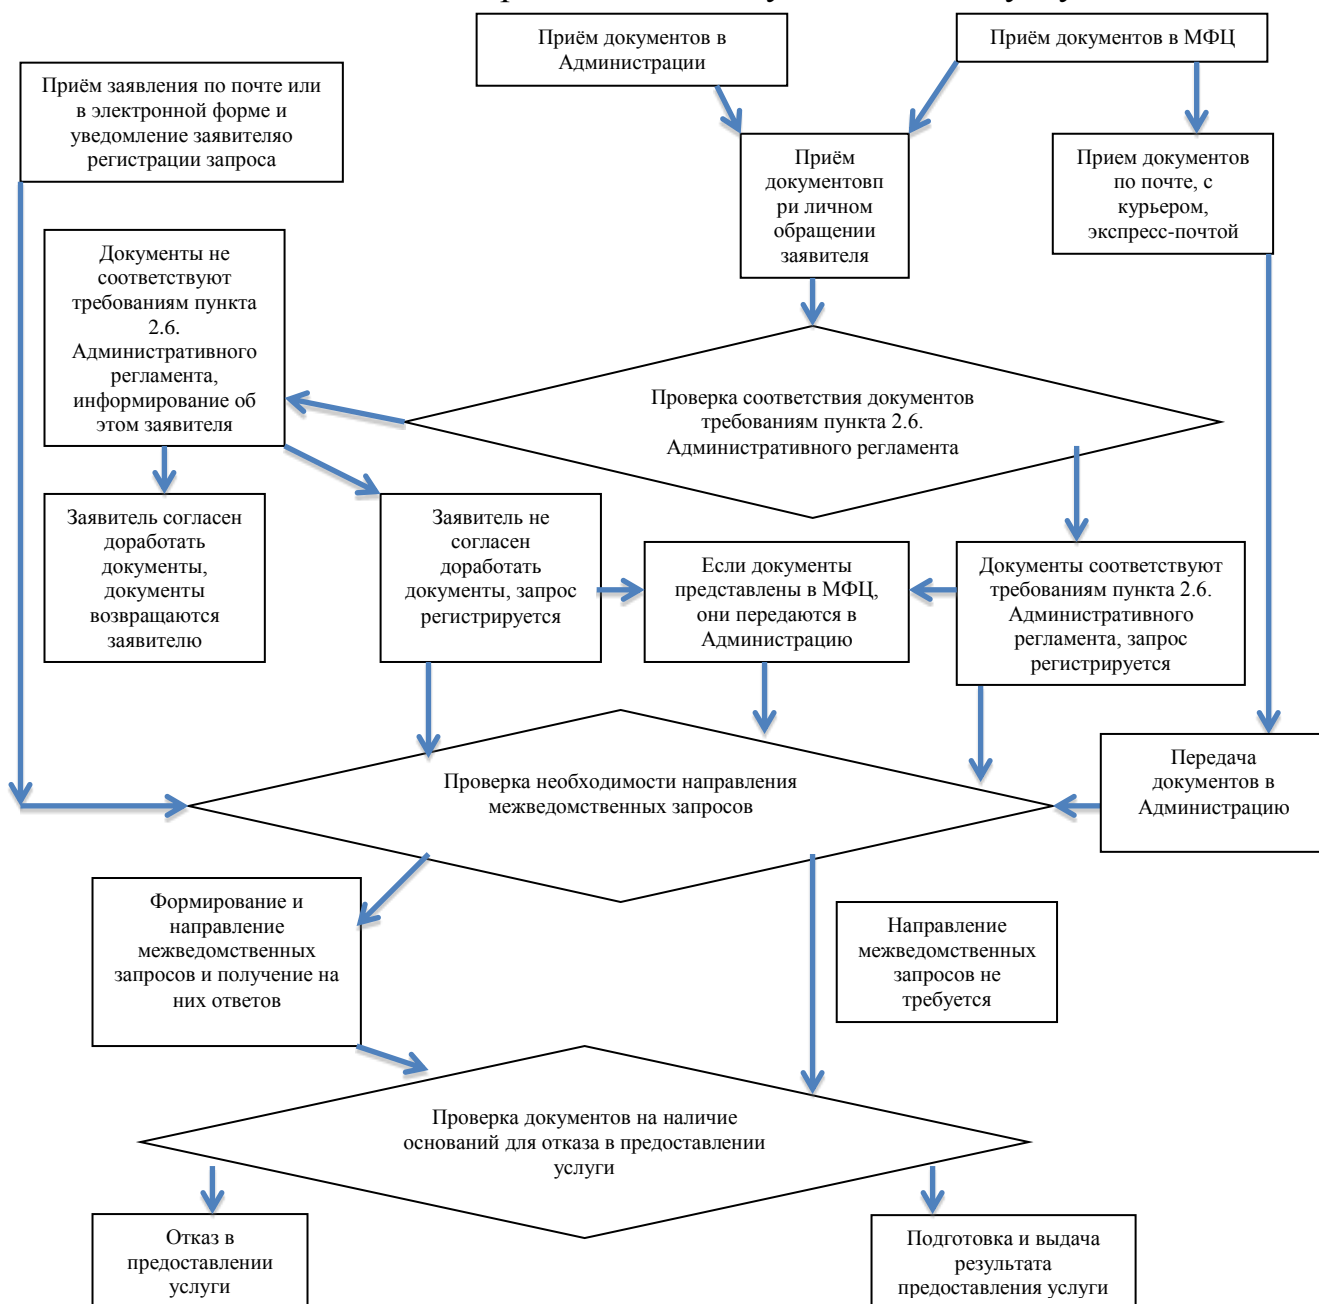 Приём документов в
Администрации
Приём документов в МФЦ
Приём заявления по почте или
в электронной форме и
уведомление заявителяо
регистрации запроса
Приём
документовп
ри личном
обращении
заявителя
Прием документов
по почте, с
курьером,
экспресс-почтой
Документы не
соответствуют
требованиям пункта
2.6.
Административного
регламента,
информирование об
этом заявителя
Проверка соответствия документов
требованиям пункта 2.6.
Административного регламента
Заявитель согласен
доработать
документы,
документы
возвращаются
заявителю
Заявитель не
согласен
доработать
документы, запрос
регистрируется
Если документы
представлены в МФЦ,
они передаются в
Администрацию
Документы соответствуют
требованиям пункта 2.6.
Административного
регламента, запрос
регистрируется
Проверка необходимости направления
межведомственных запросов
Передача
документов в
Администрацию
Формирование и
направление
межведомственных
запросов и получение на
них ответов
Направление
межведомственных
запросов не
требуется
Проверка документов на наличие
оснований для отказа в предоставлении
услуги
Отказ в
предоставлении
услуги
Подготовка и выдача
результата
предоставления услуги